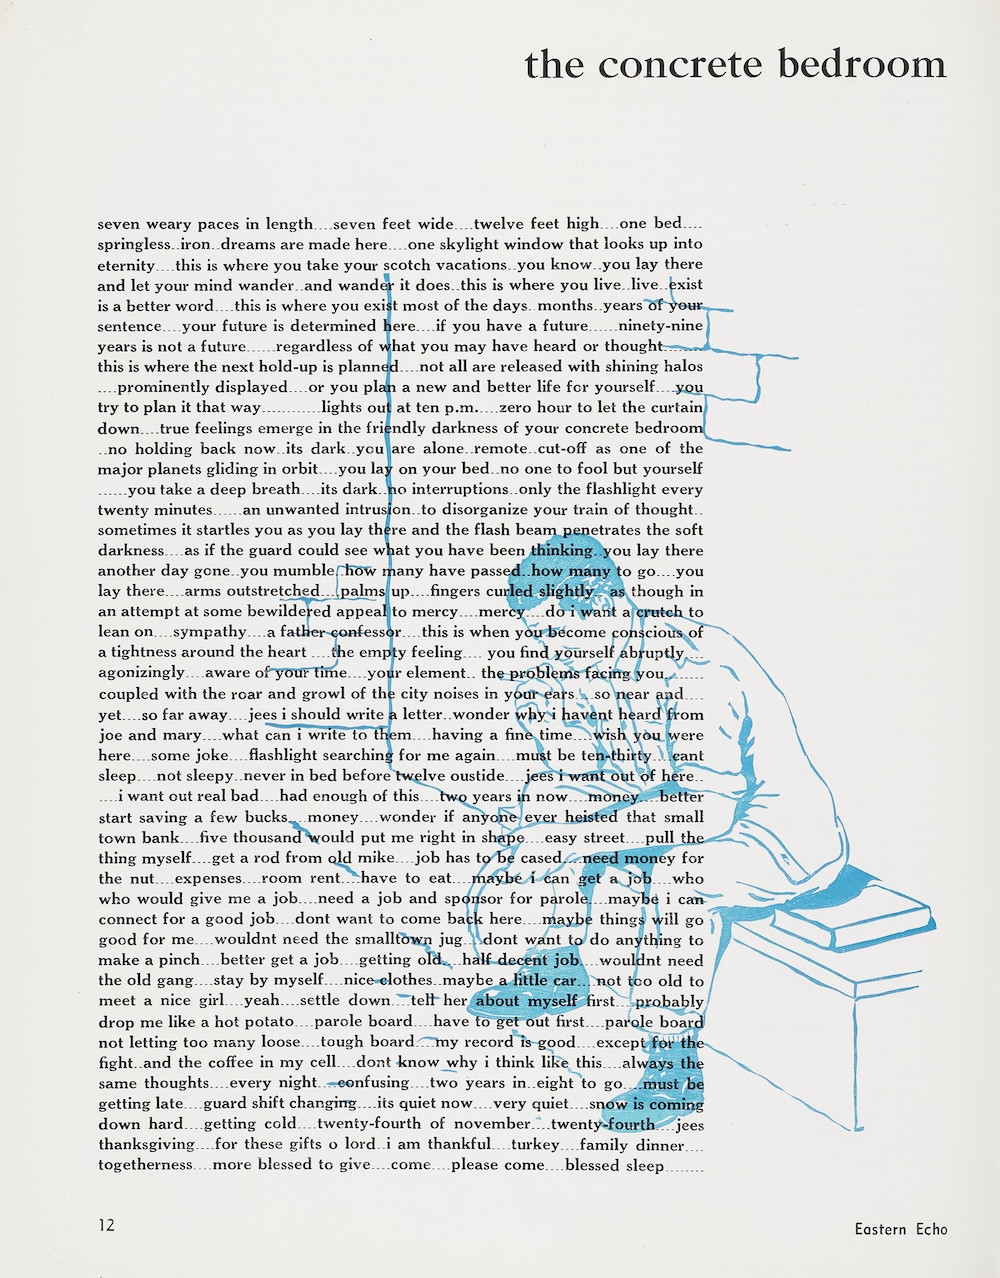 the concrete bedroom
seven weary paces in length....seven feet wide....twelve feet high....one bed....
springless..iron..dreams are made here....one skylight window that looks up into
eternity....this is where you take your scotch vacations..you know..you lay there
and let your mind wander..and wander it does..this is where you live..live..exist
is a better word....this is where you exist most of the days..months..years of your
sentence....your future is determined here....if you have a future......ninety-nine
years is not a future......regardless of what you may have heard or thought.........
this is where the next hold-up is planned....not all are released with shining halos
....prominently displayed....or you plan a new and better life for yourself....you
try to plan it that way............lights out at ten p.m.....zero hour to let the curtain
down....true feelings emerge in the friendly darkness of your concrete bedroom
..no holding back now..its dark..you are alone..remote..cut-off as one of the
major planets gliding in orbit....you lay on your bed..no one to fool but yourself
......you take a deep breath....its dark..no interruptions..only the flashlight every
twenty minutes......an unwanted intrusion..to disorganize your train of thought..
sometimes it startles you as you lay there and the flash beam penetrates the soft
darkness....as if the guard could see what you have been thinking..you lay there
another day gone..you mumble..how many have passed..how many to go....you
lay there....arms outstretched....palms up....fingers curled slightly..as though in
an attempt at some bewildered appeal to mercy....mercy....do i want a crutch to
lean on....sympathy....a father confessor....this is when you become conscious of
a tightness around the heart ....the empty feeling.... you find yourself abruptly....
agonizingly....aware of your time....your element.. the problems facing you........
coupled with the roar and growl of the city noises in your ears....so near and....
yet....so far away....jees i should write a letter..wonder why i havent heard from
joe and mary....what can i write to them....having a fine time....wish you were
here....some joke....flashlight searching for me again....must be ten-thirty....cant
sleep....not sleepy..never in bed before twelve oustide....jees i want out of here..
....i want out real bad....had enough of this....two years in now....money....better
start saving a few bucks....money....wonder if anyone ever heisted that small
town bank....five thousand would put me right in shape....easy street....pull the
thing myself....get a rod from old mike....job has to be cased....need money for
the nut....expenses....room rent....have to eat....maybe i can get a job....who
who would give me a job....need a job and sponsor for parole....maybe i can
connect for a good job....dont want to come back here....maybe things will go
good for me....wouldnt need the smalltown jug....dont want to do anything to
make a pinch....better get a job....getting old....half decent job....wouldnt need
the old gang....stay by myself....nice clothes..maybe a little car....not too old to
meet a nice girl....yeah....settle down....tell her about myself first....probably
drop me like a hot potato....parole board....have to get out first....parole board
not letting too many loose....tough board....my record is good....except for the
fight..and the coffee in my cell....dont know why i think like this....always the
same thoughts....every night....confusing....two years in..eight to go....must be
getting late....guard shift changing....its quiet now....very quiet....snow is coming
down hard....getting cold....twenty-fourth of november....twenty-fourth....jees
thanksgiving....for these gifts o lord..i am thankful....turkey....family dinner....
togetherness....more blessed to give....come....please come....blessed sleep........
12
Eastern Echo